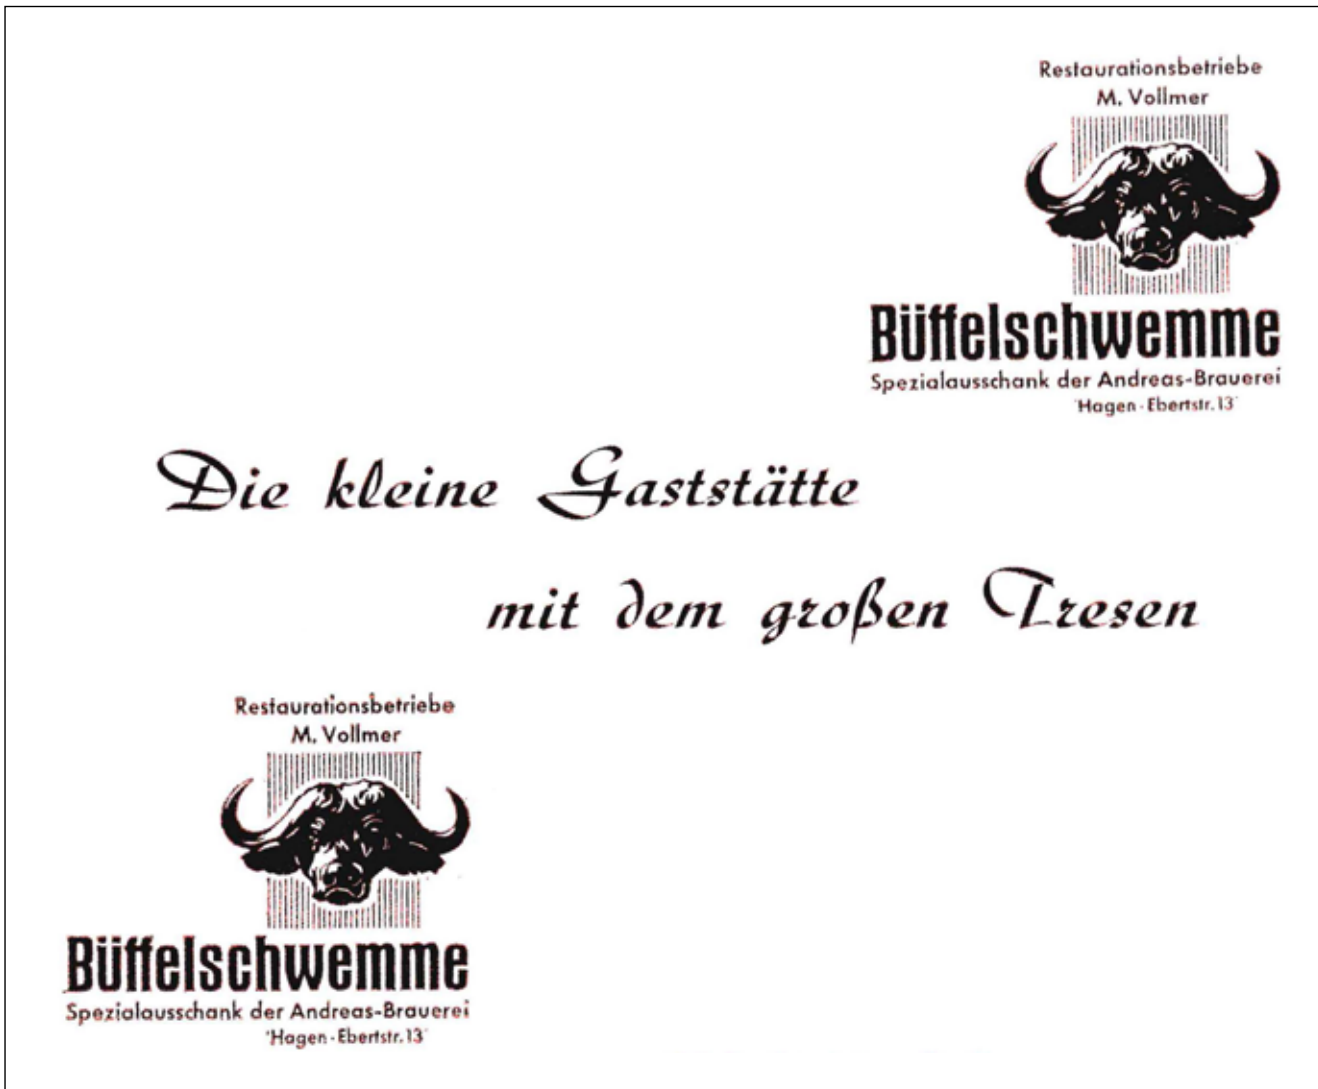 Restaurationsbetriebe
M. Vollmer
Büffelschwemme
Spezialausschank der Andreas-Brauerei
Hagen - Ebertstr. 13
Die kleine Gaststätte
mit dem großen Tresen
Restaurationsbetriebe
M. Vollmer
Büffelschwemme
Spezialausschank der Andreas-Brauerei
Hagen - Ebertstr. 13